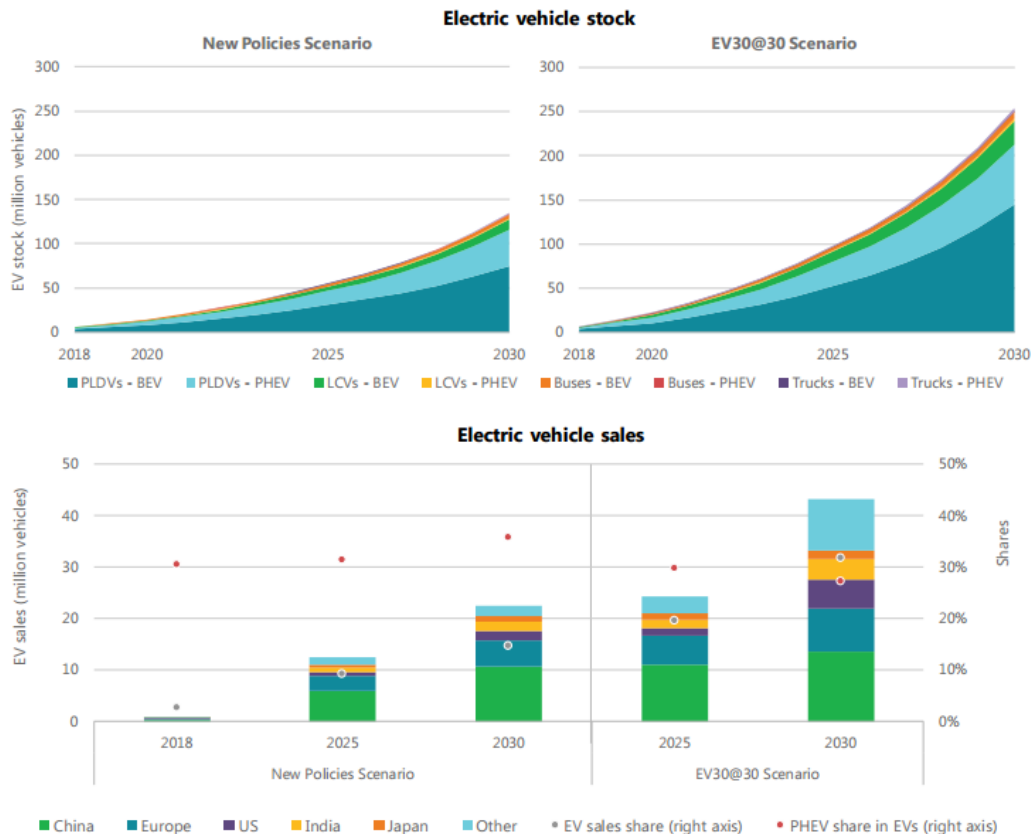 Electric vehicle stock
New Policies Scenario
EV30@30 Scenario
EV stock (million vehicles)
300
250
200
150
100
50
0
2018
2020
2025
2030
300
250
200
150
100
50
0
2018
2020
2025
2030
PLDVs - BEV
PLDVs - PHEV
LCVs - BEV
LCVs - PHEV
Buses - BEV
Buses - PHEV
Trucks - BEV
Trucks - PHEV
Electric vehicle sales
EV sales (million vehicles)
50
40
30
20
10
0
50%
40%
30%
20%
10%
0%
Shares
2018
2025
2030
2025
2030
New Policies Scenario
EV30@30 Scenario
China
Europe
US
India
Japan
Other
EV sales share (right axis)
PHEV share in EVs (right axis)